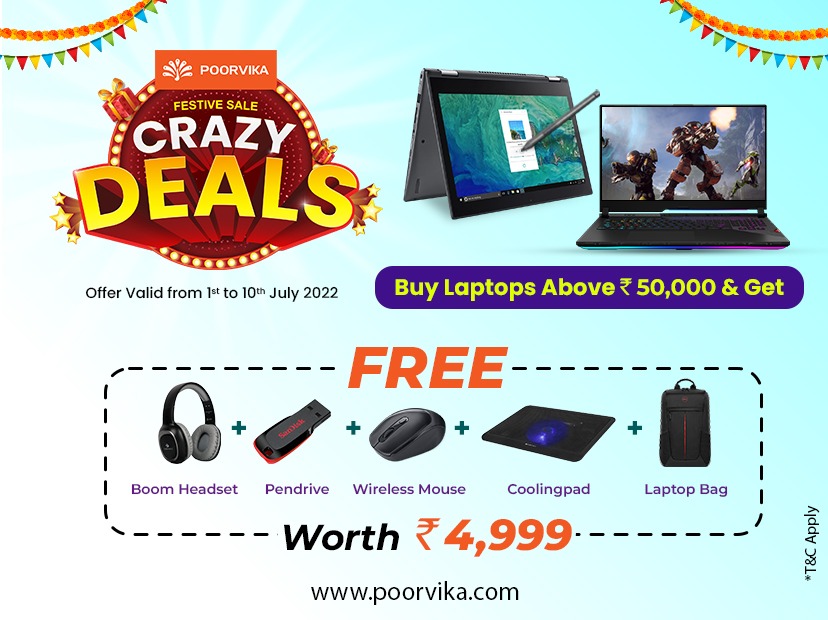 POORVIKA
FESTIVE SALE
CRAZY
DEALS
Offer Valid from 1st to 10th July 2022
Buy Laptops Above ₹ 50,000 & Get
FREE
SanDisk
+ + + +
Boom Headset Pendrive Wireless Mouse Coolingpad Laptop Bag
Worth ₹ 4,999
*T&C Apply
www.poorvika.com